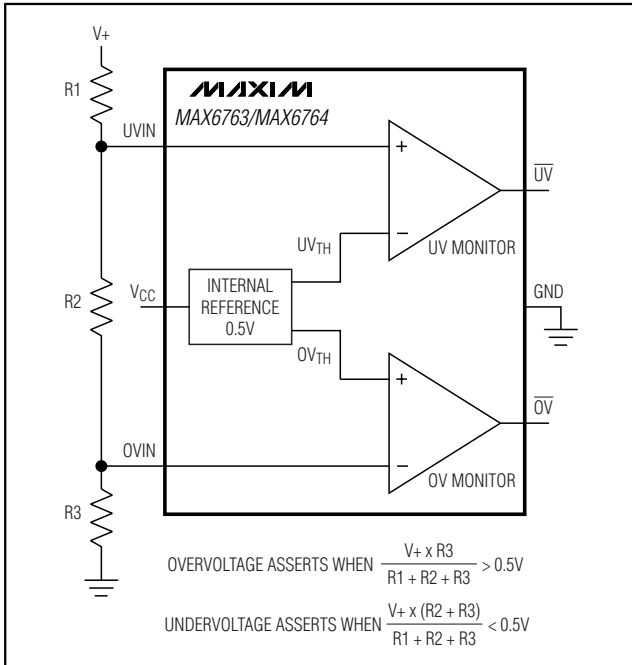 V+
R1
MAXIM
MAX6763/MAX6764
UVIN
+
UV
−
UV MONITOR
UVTH
VCC
INTERNAL
REFERENCE
0.5V
R2
GND
OVTH
+
OV
OVIN
−
OV MONITOR
R3
OVERVOLTAGE ASSERTS WHEN V+ x R3 / R1 + R2 + R3 > 0.5V
UNDERVOLTAGE ASSERTS WHEN V+ x (R2 + R3) / R1 + R2 + R3 < 0.5V